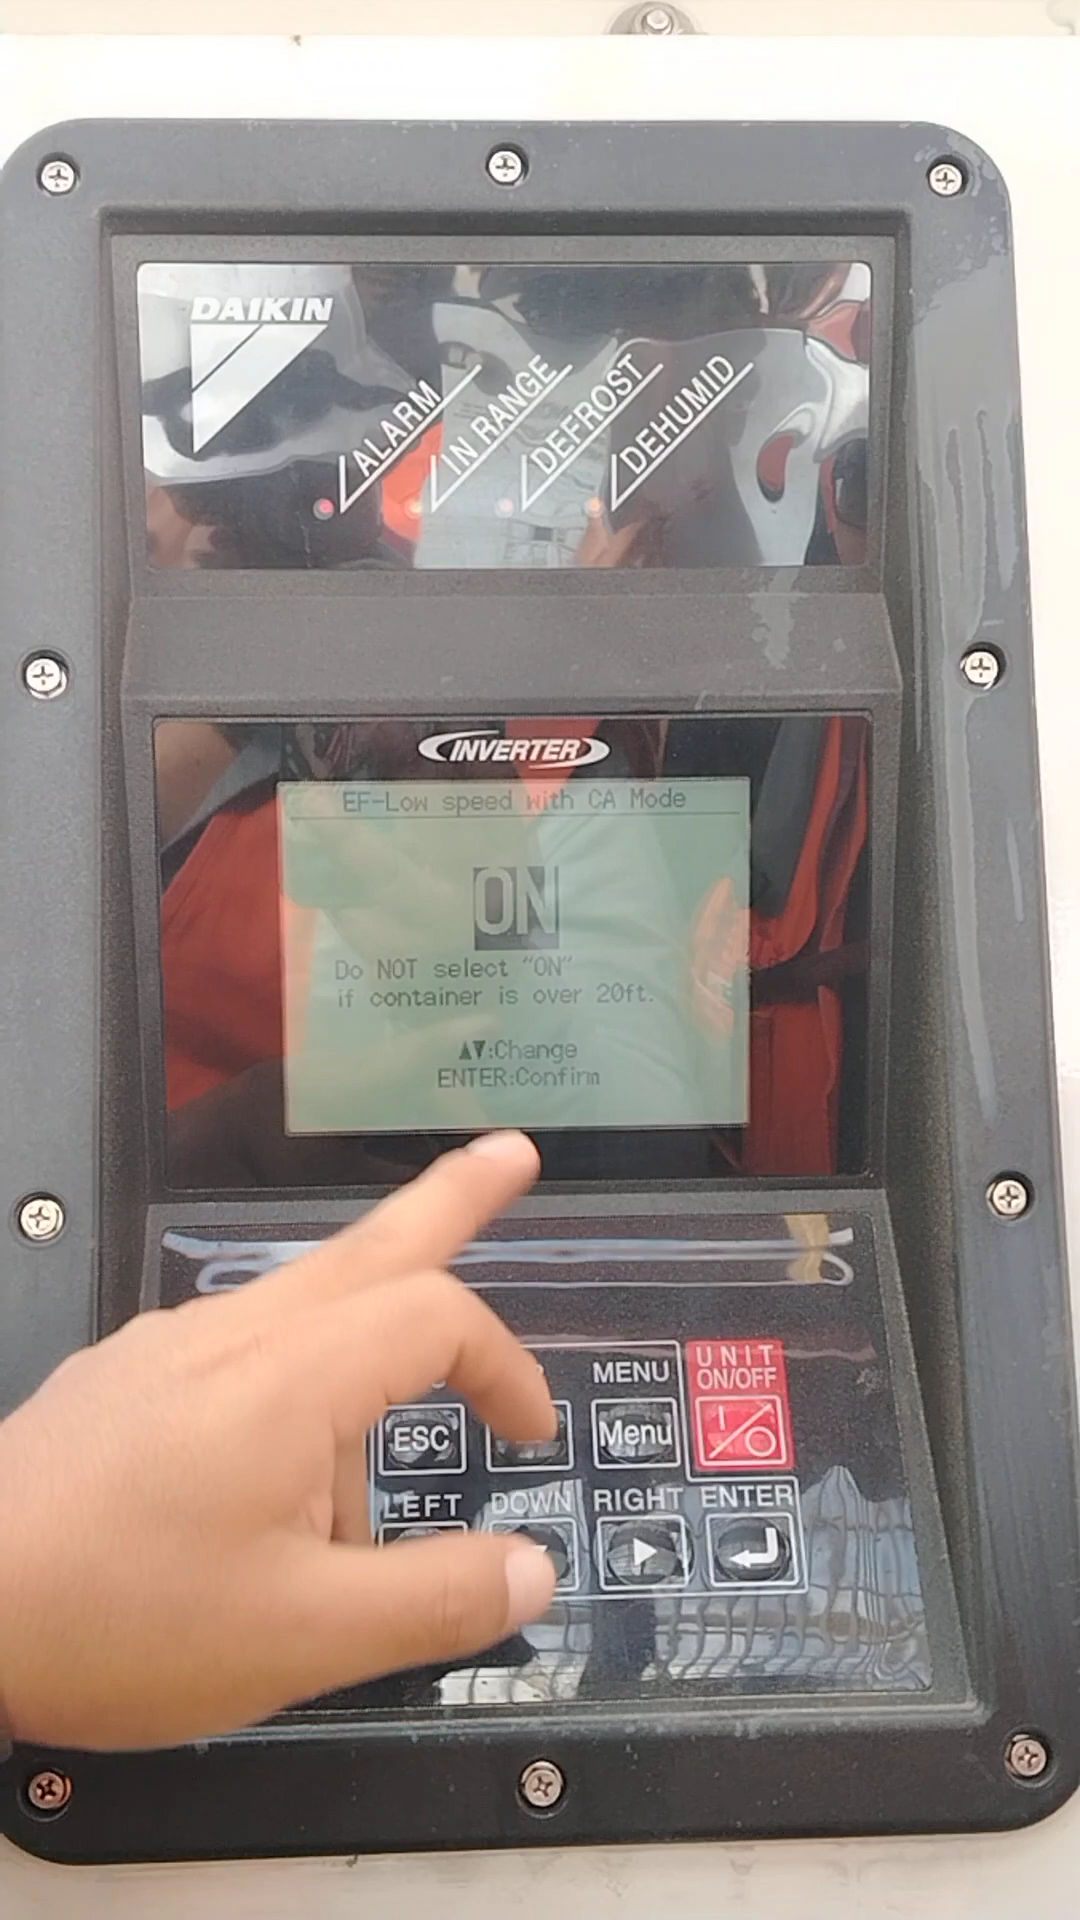 DAIKIN
ALARM
IN RANGE
DEFROST
DEHUMID
INVERTER
EF-Low speed with CA Mode
ON
Do NOT select "ON"
if container is over 20ft.
▲▼:Change
ENTER:Confirm
MENU
UNIT
ON/OFF
ESC
Menu
I/O
LEFT
DOWN
RIGHT
ENTER